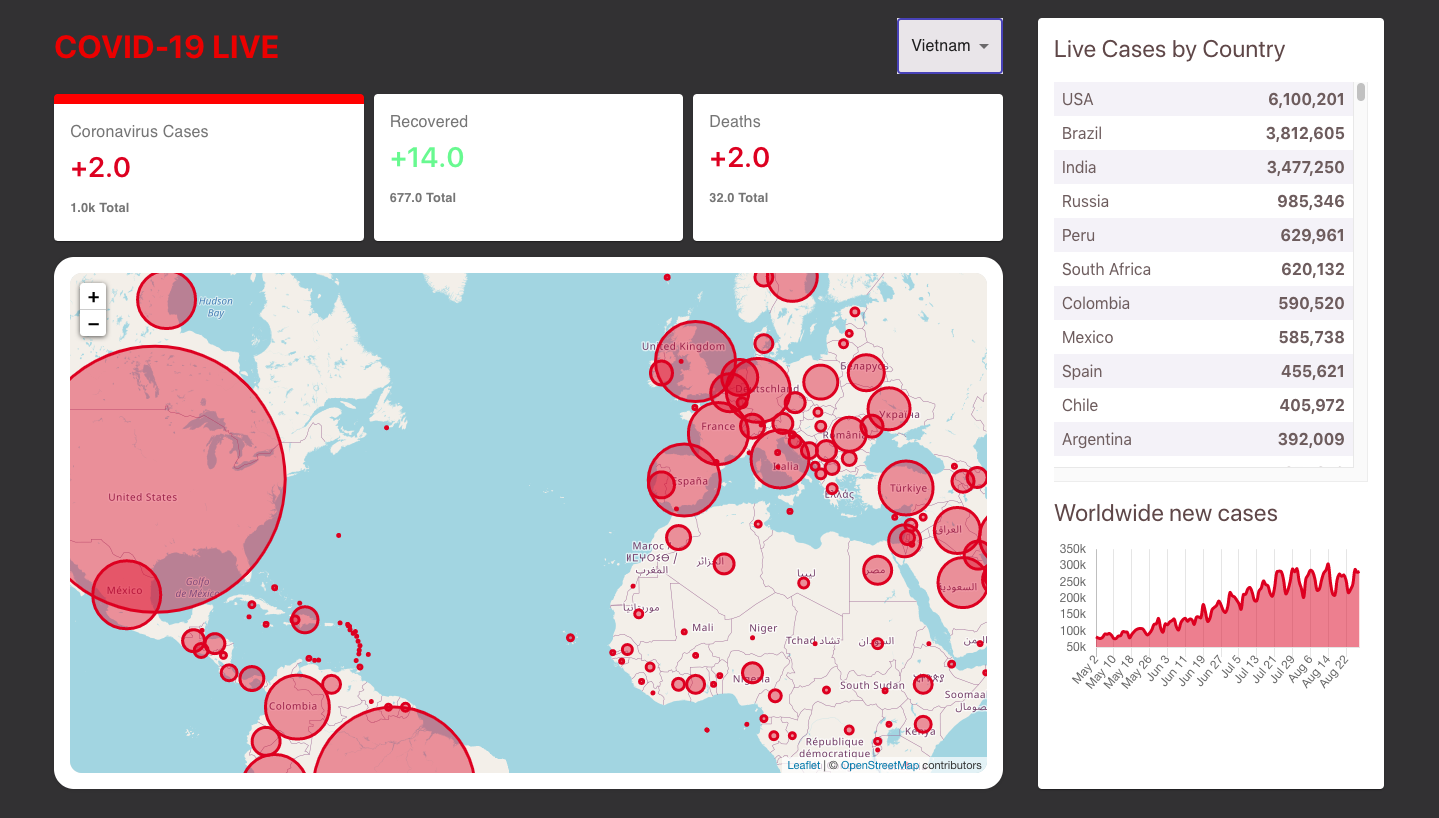 COVID-19 LIVE
Vietnam
Coronavirus Cases
+2.0
1.0k Total
Recovered
+14.0
677.0 Total
Deaths
+2.0
32.0 Total
+
−
Hudson
Bay
United States
México
Golfo
de México
Colombia
United Kingdom
Deutschland
Беларусь
Україна
France
România
Italia
España
Ελλάς
Türkiye
العراق
السعودية
Maroc /
ⵍⵎⵖⵔⵉⴱ /
المغرب
الجزائر
ليبيا
مصر
موريتانيا
Mali
Niger
Tchad تشاد
السودان
اليمن
Nigeria
South Sudan
Soomaa
الصومال
Kenya
République
démocratique
Leaflet | © OpenStreetMap contributors
Live Cases by Country
USA 6,100,201
Brazil 3,812,605
India 3,477,250
Russia 985,346
Peru 629,961
South Africa 620,132
Colombia 590,520
Mexico 585,738
Spain 455,621
Chile 405,972
Argentina 392,009
Worldwide new cases
350k
300k
250k
200k
150k
100k
50k
May 2
May 10
May 18
May 26
Jun 3
Jun 11
Jun 19
Jun 27
Jul 5
Jul 13
Jul 21
Jul 29
Aug 6
Aug 14
Aug 22